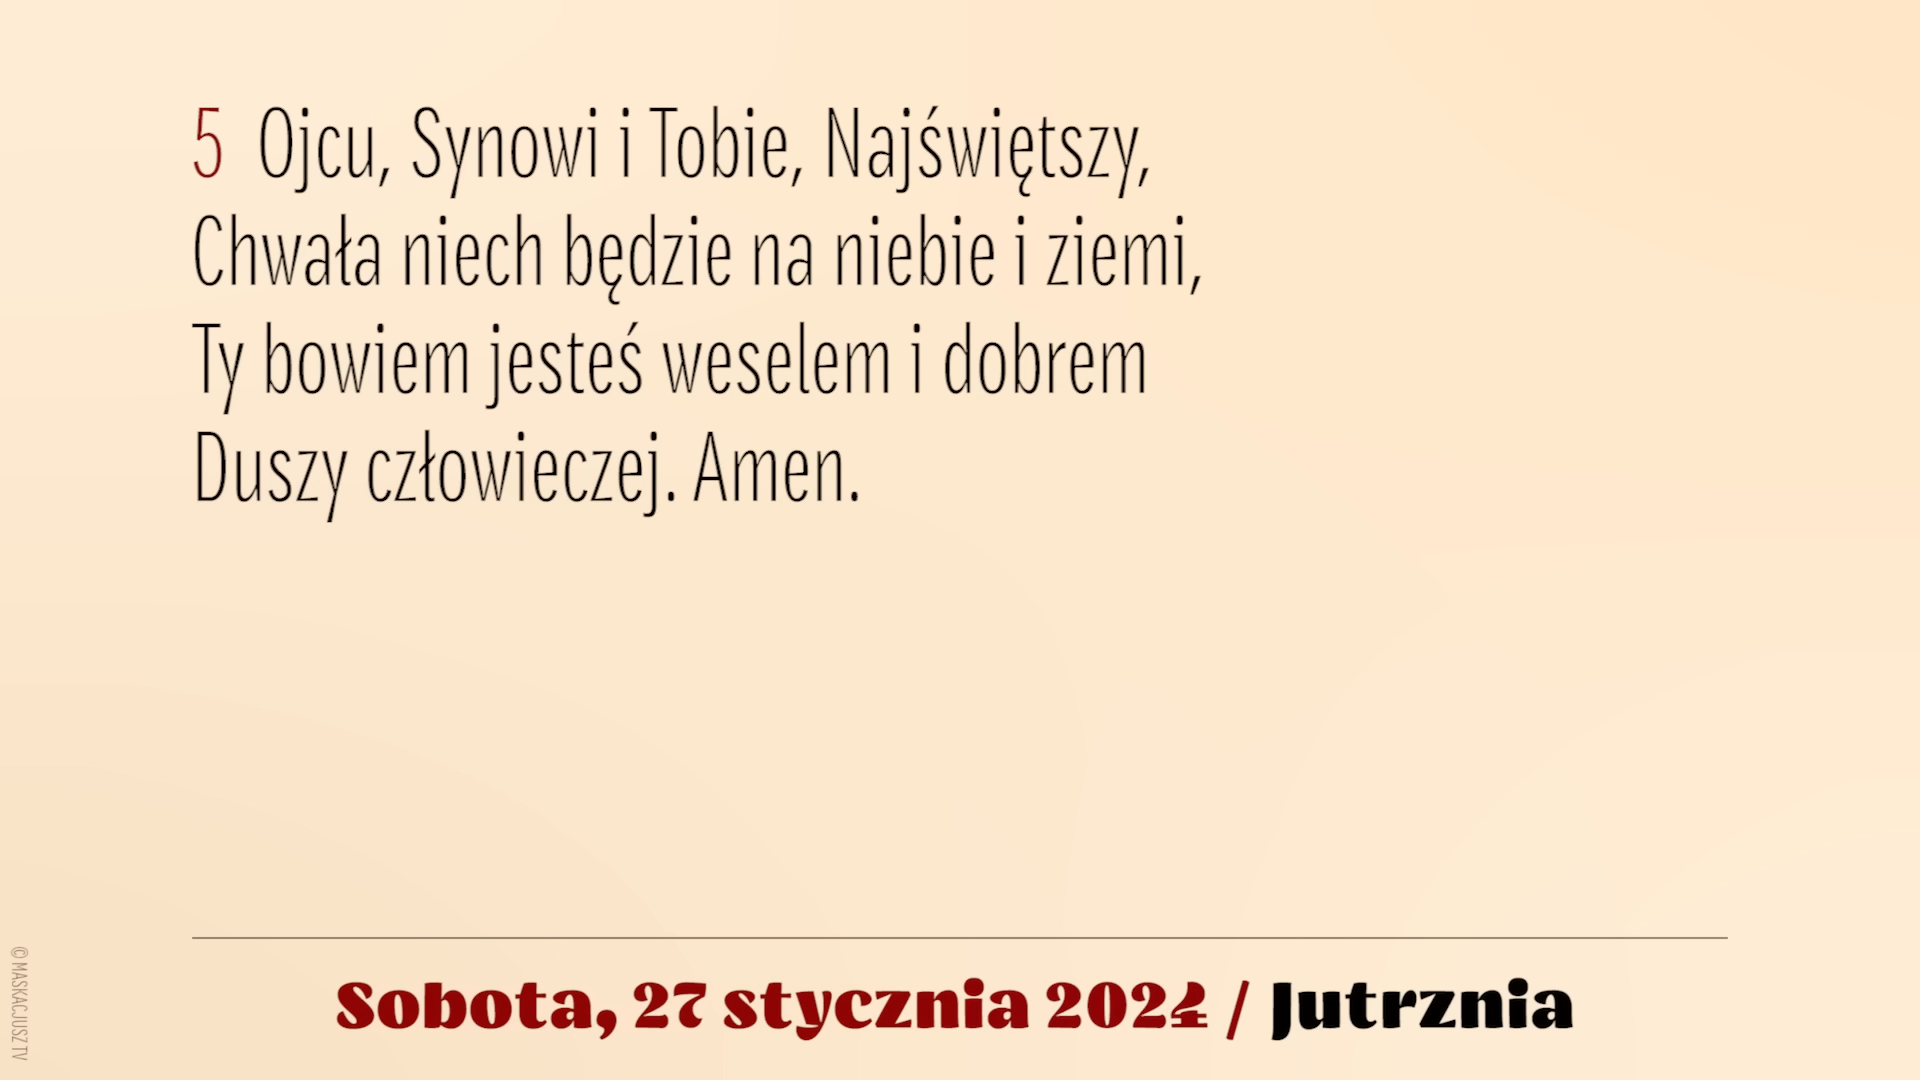 5 Ojcu, Synowi i Tobie, Najświętszy,
Chwała niech będzie na niebie i ziemi,
Ty bowiem jesteś weselem i dobrem
Duszy człowieczej. Amen.
Sobota, 27 stycznia 2024 / Jutrznia
© MASKACJUSZ TV